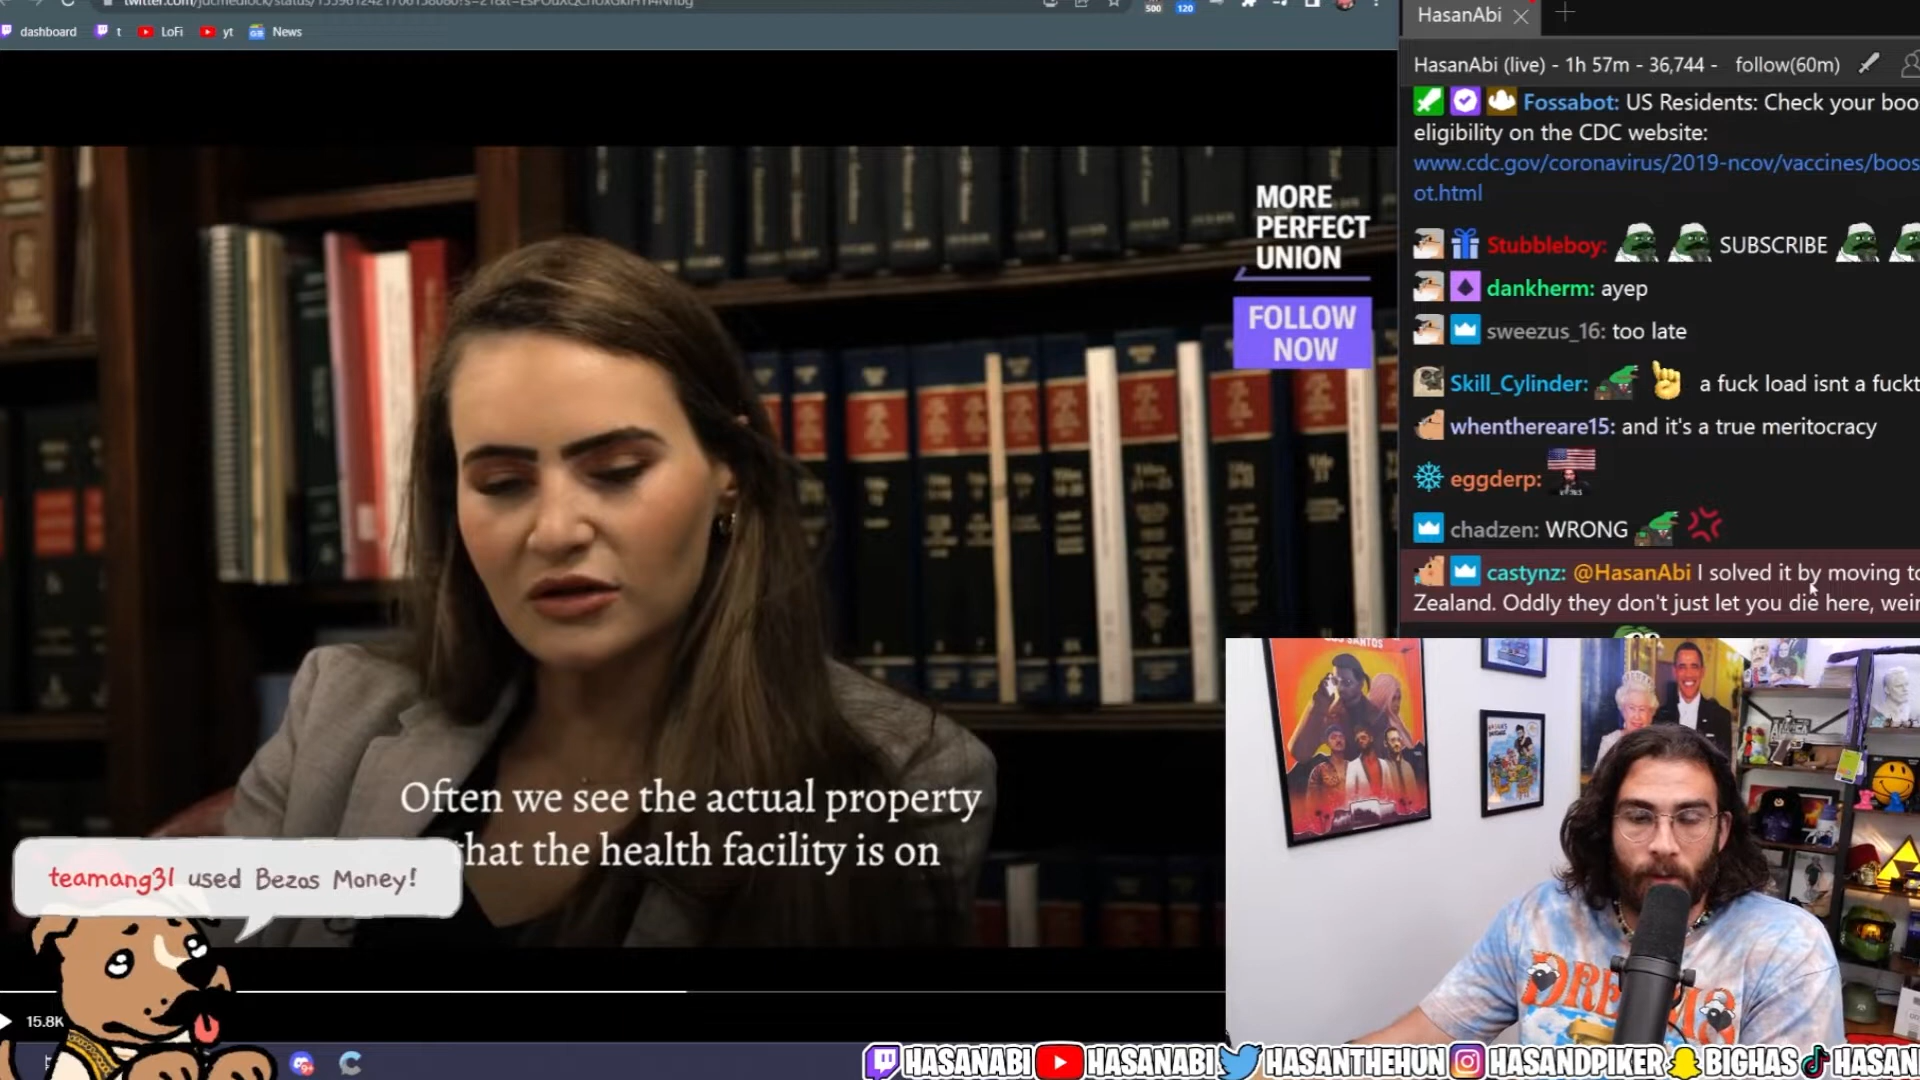 dashboard
t
LoFi
yt
News
500
120
MORE
PERFECT
UNION
FOLLOW
NOW
Often we see the actual property
that the health facility is on
teamang31 used Bezos Money!
15.8K
HasanAbi
HasanAbi (live) - 1h 57m - 36,744 - follow(60m)
Fossabot: US Residents: Check your boo
eligibility on the CDC website:
www.cdc.gov/coronavirus/2019-ncov/vaccines/boos
ot.html
Stubbleboy: SUBSCRIBE
dankherm: ayep
sweezus_16: too late
Skill_Cylinder: a fuck load isnt a fuckt
whenthereare15: and it's a true meritocracy
eggderp:
chadzen: WRONG
castynz: @HasanAbi I solved it by moving to
Zealand. Oddly they don't just let you die here, weir
HASANABI HASANABI HASANTHEHUN HASANDPIKER BIGHAS HASAN